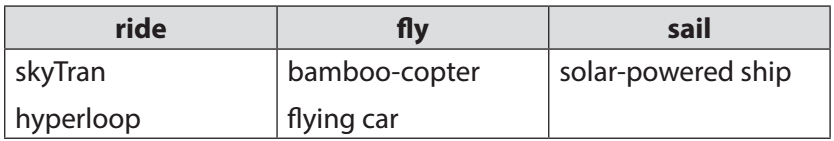 ride fly sail
skyTran bamboo-copter solar-powered ship
hyperloop flying car